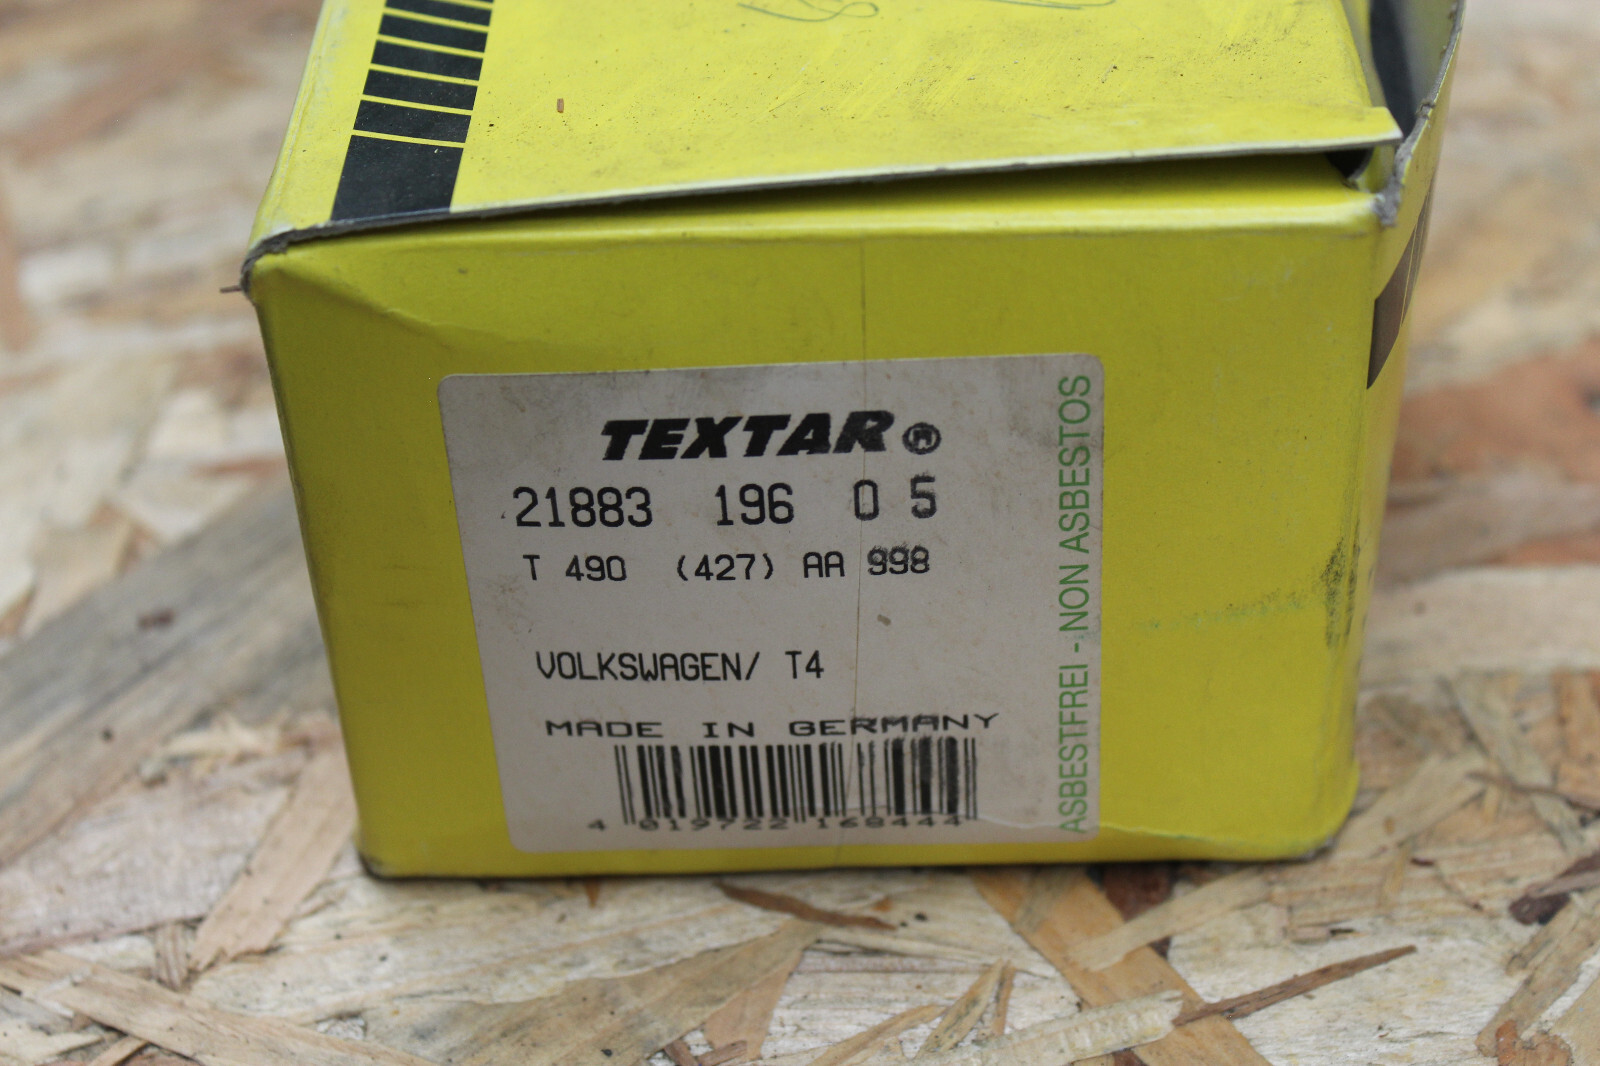 TEXTAR®
21883 196 0 5
T 490 (427) AA 998
VOLKSWAGEN/ T4
MADE IN GERMANY
4 019722 168444
ASBESTFREI - NON ASBESTOS